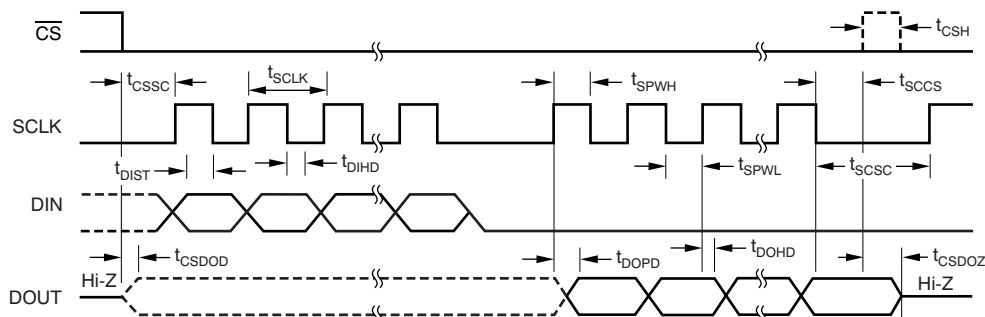 CS
tCSH
tCSSC
tSCLK
tSPWH
tSCCS
SCLK
tDIST
tDIHD
tSPWL
tSCSC
DIN
tCSDOD
tDOPD
tDOHD
tCSDOZ
Hi-Z
Hi-Z
DOUT